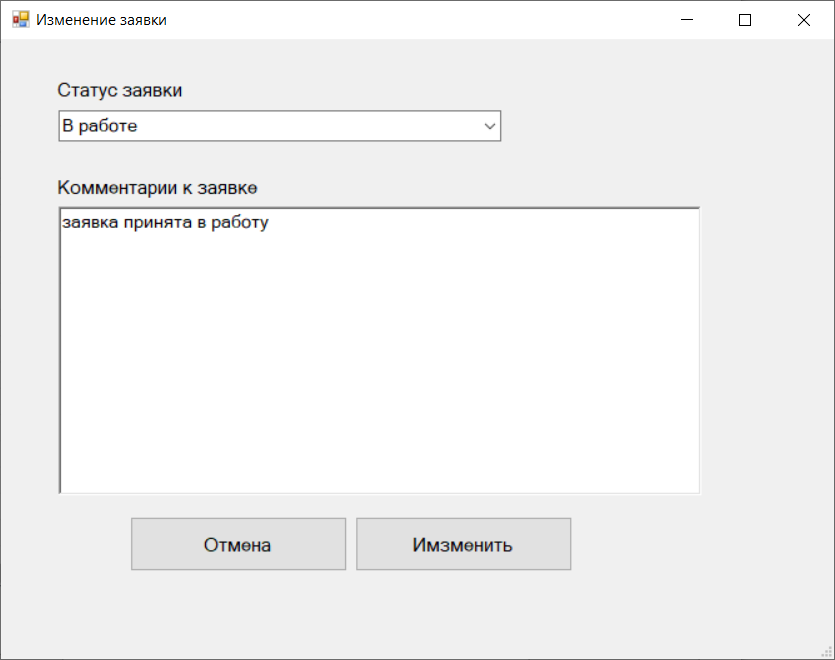 Изменение заявки
Статус заявки
В работе
Комментарии к заявке
заявка принята в работу
Отмена
Имзменить